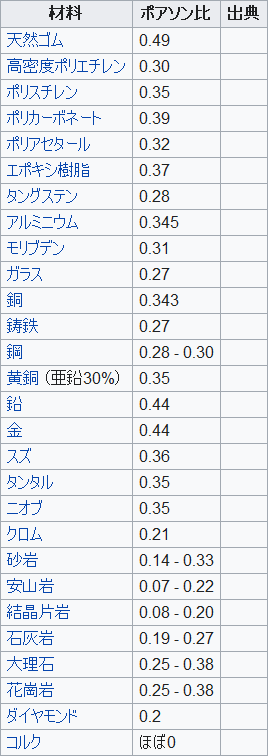 材料 ポアソン比 出典
天然ゴム 0.49
高密度ポリエチレン 0.30
ポリスチレン 0.35
ポリカーボネート 0.39
ポリアセタール 0.32
エポキシ樹脂 0.37
タングステン 0.28
アルミニウム 0.345
モリブデン 0.31
ガラス 0.27
銅 0.343
鋳鉄 0.27
鋼 0.28 - 0.30
黄銅 (亜鉛30%) 0.35
鉛 0.44
金 0.44
スズ 0.36
タンタル 0.35
ニオブ 0.35
クロム 0.21
砂岩 0.14 - 0.33
安山岩 0.07 - 0.22
結晶片岩 0.08 - 0.20
石灰岩 0.19 - 0.27
大理石 0.25 - 0.38
花崗岩 0.25 - 0.38
ダイヤモンド 0.2
コルク ほぼ0